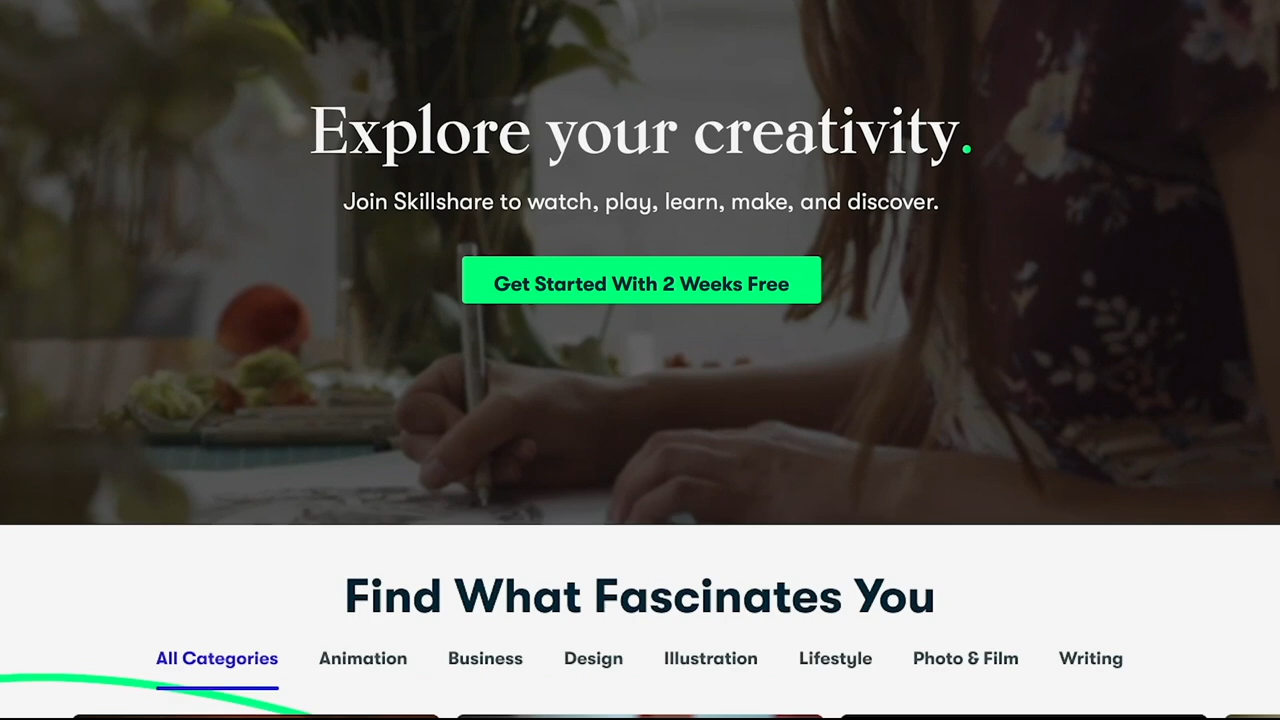 Explore your creativity.
Join Skillshare to watch, play, learn, make, and discover.
Get Started With 2 Weeks Free
Find What Fascinates You
All Categories Animation Business Design Illustration Lifestyle Photo & Film Writing